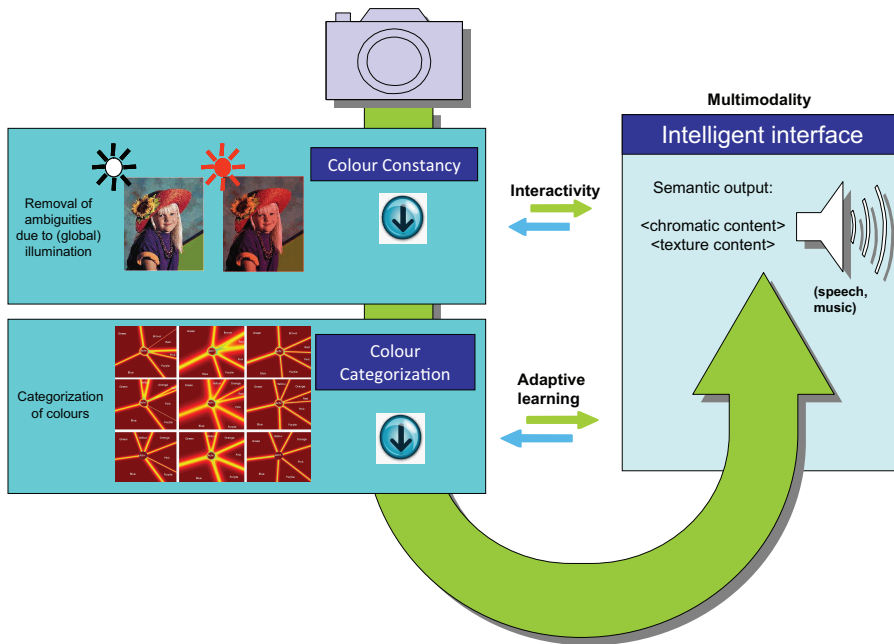 Multimodality
Intelligent interface
Colour Constancy
Removal of
ambiguities
due to (global)
illumination
Interactivity
Semantic output:
<chromatic content>
<texture content>
(speech,
music)
Colour
Categorization
Categorization
of colours
Adaptive
learning